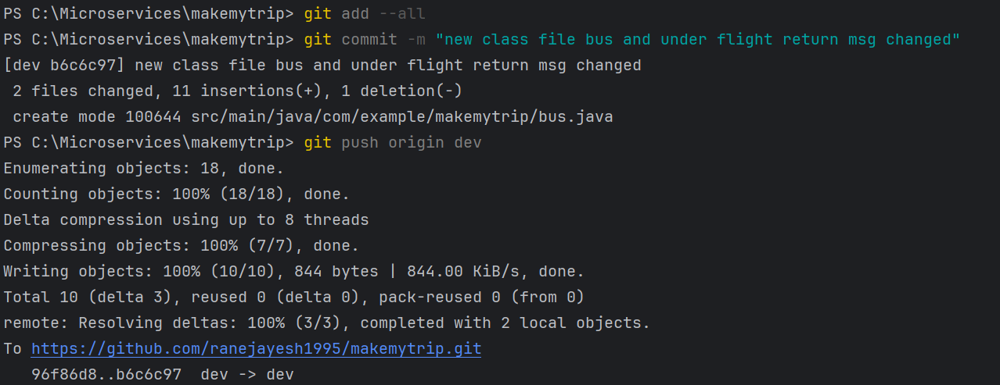 PS C:\Microservices\makemytrip> git add --all
PS C:\Microservices\makemytrip> git commit -m "new class file bus and under flight return msg changed"
[dev b6c6c97] new class file bus and under flight return msg changed
 2 files changed, 11 insertions(+), 1 deletion(-)
 create mode 100644 src/main/java/com/example/makemytrip/bus.java
PS C:\Microservices\makemytrip> git push origin dev
Enumerating objects: 18, done.
Counting objects: 100% (18/18), done.
Delta compression using up to 8 threads
Compressing objects: 100% (7/7), done.
Writing objects: 100% (10/10), 844 bytes | 844.00 KiB/s, done.
Total 10 (delta 3), reused 0 (delta 0), pack-reused 0 (from 0)
remote: Resolving deltas: 100% (3/3), completed with 2 local objects.
To https://github.com/ranejayesh1995/makemytrip.git
   96f86d8..b6c6c97  dev -> dev